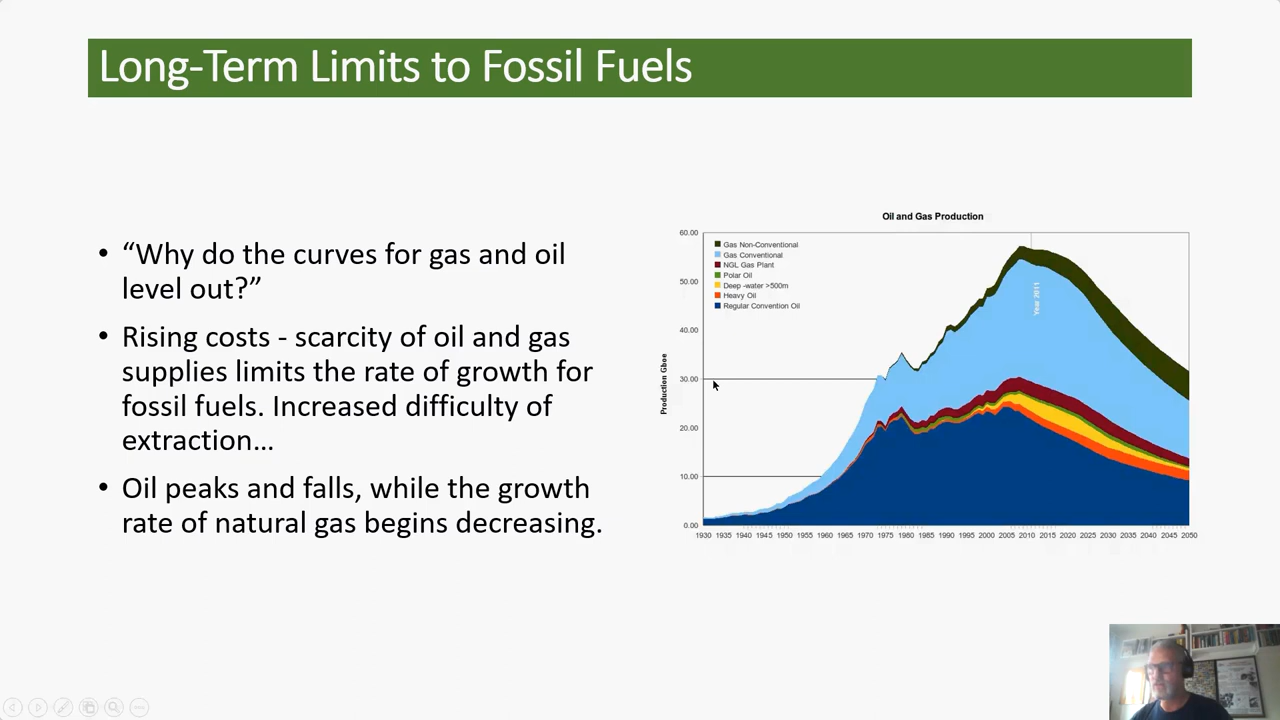 Long-Term Limits to Fossil Fuels
• “Why do the curves for gas and oil
level out?”
• Rising costs - scarcity of oil and gas
supplies limits the rate of growth for
fossil fuels. Increased difficulty of
extraction...
• Oil peaks and falls, while the growth
rate of natural gas begins decreasing.
Oil and Gas Production
60.00
50.00
40.00
30.00
20.00
10.00
0.00
Production Gboe
Gas Non-Conventional
Gas Conventional
NGL Gas Plant
Polar Oil
Deep -water >500m
Heavy Oil
Regular Convention Oil
Year 2011
1930 1935 1940 1945 1950 1955 1960 1965 1970 1975 1980 1985 1990 1995 2000 2005 2010 2015 2020 2025 2030 2035 2040 2045 2050